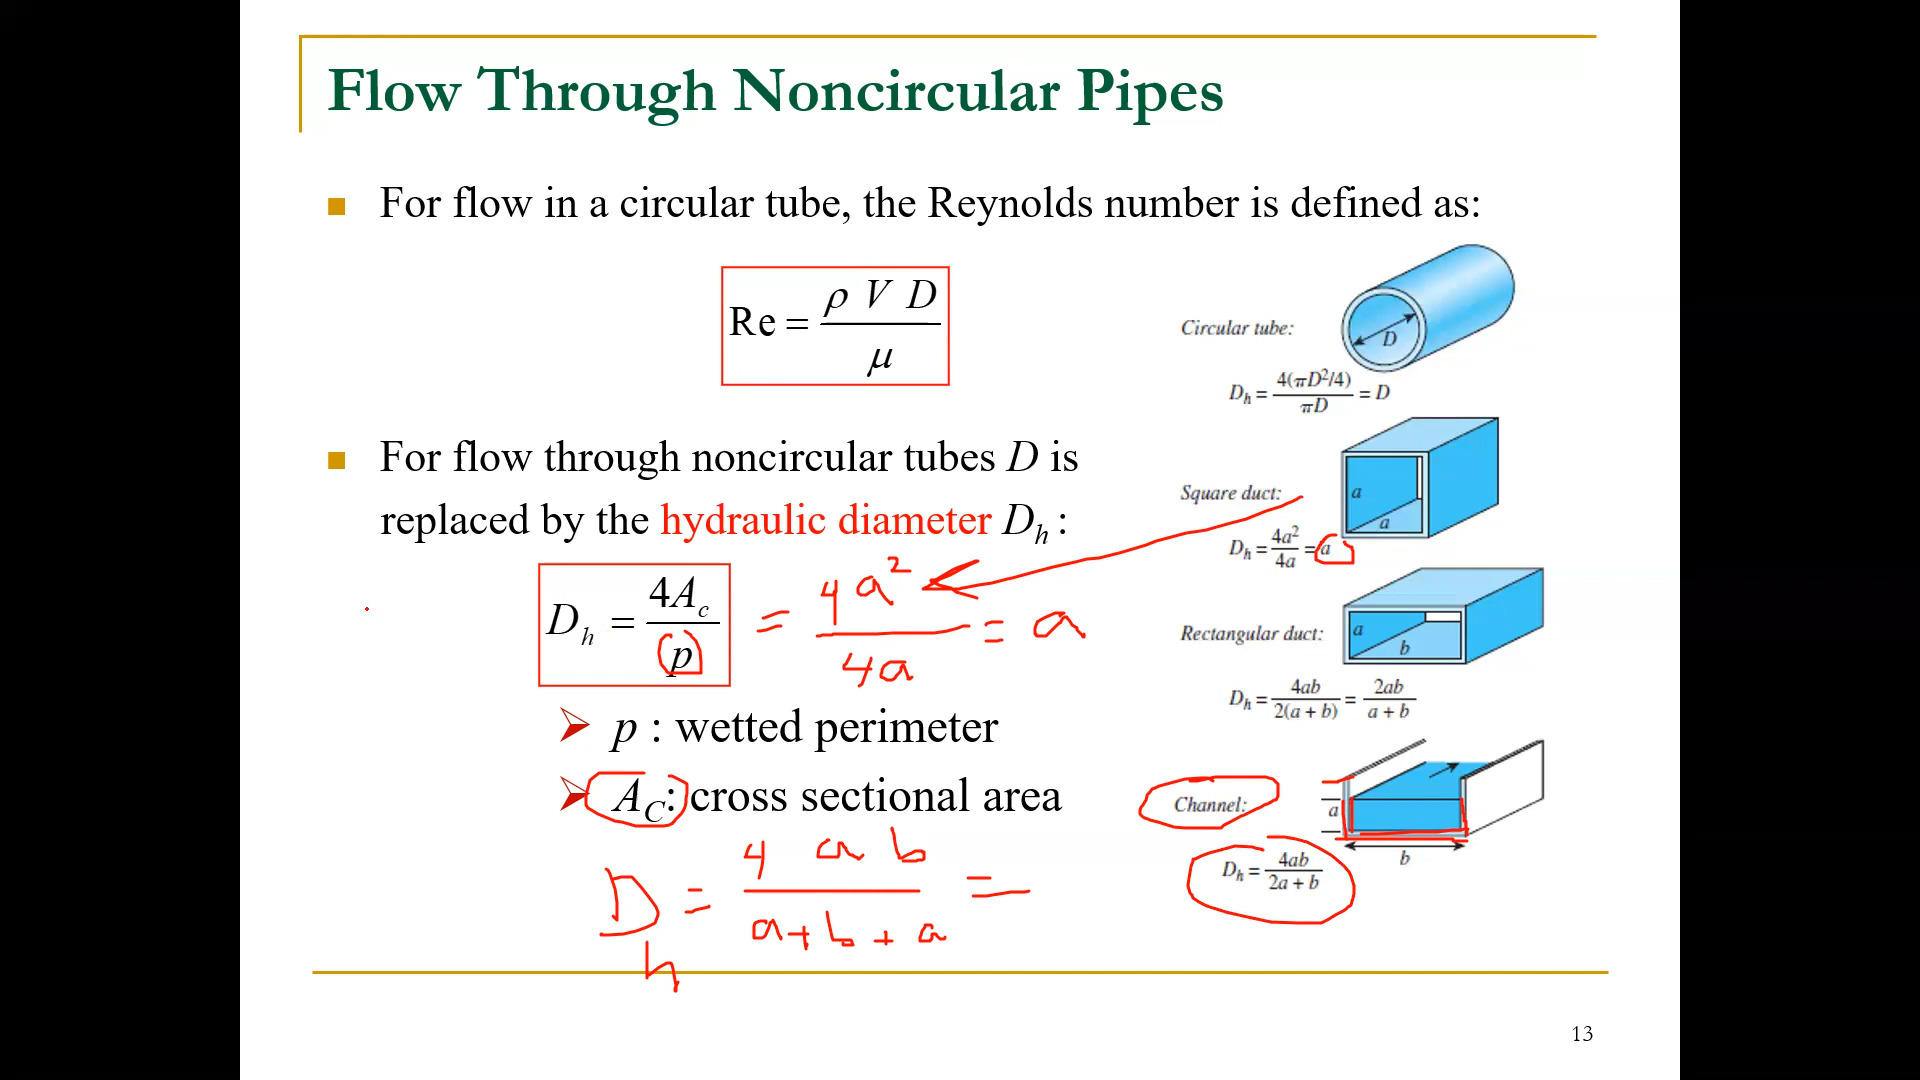 Flow Through Noncircular Pipes
For flow in a circular tube, the Reynolds number is defined as:
Re = ρ V D / μ
Circular tube:
D
D_h = 4(πD²/4) / πD = D
For flow through noncircular tubes D is
replaced by the hydraulic diameter D_h :
D_h = 4A_c / p = 4a² / 4a = a
p : wetted perimeter
A_C: cross sectional area
D_h = 4 a b / a + b + a =
Square duct:
a
a
D_h = 4a² / 4a = a
Rectangular duct:
a
b
D_h = 4ab / 2(a + b) = 2ab / a + b
Channel:
a
b
D_h = 4ab / 2a + b
13